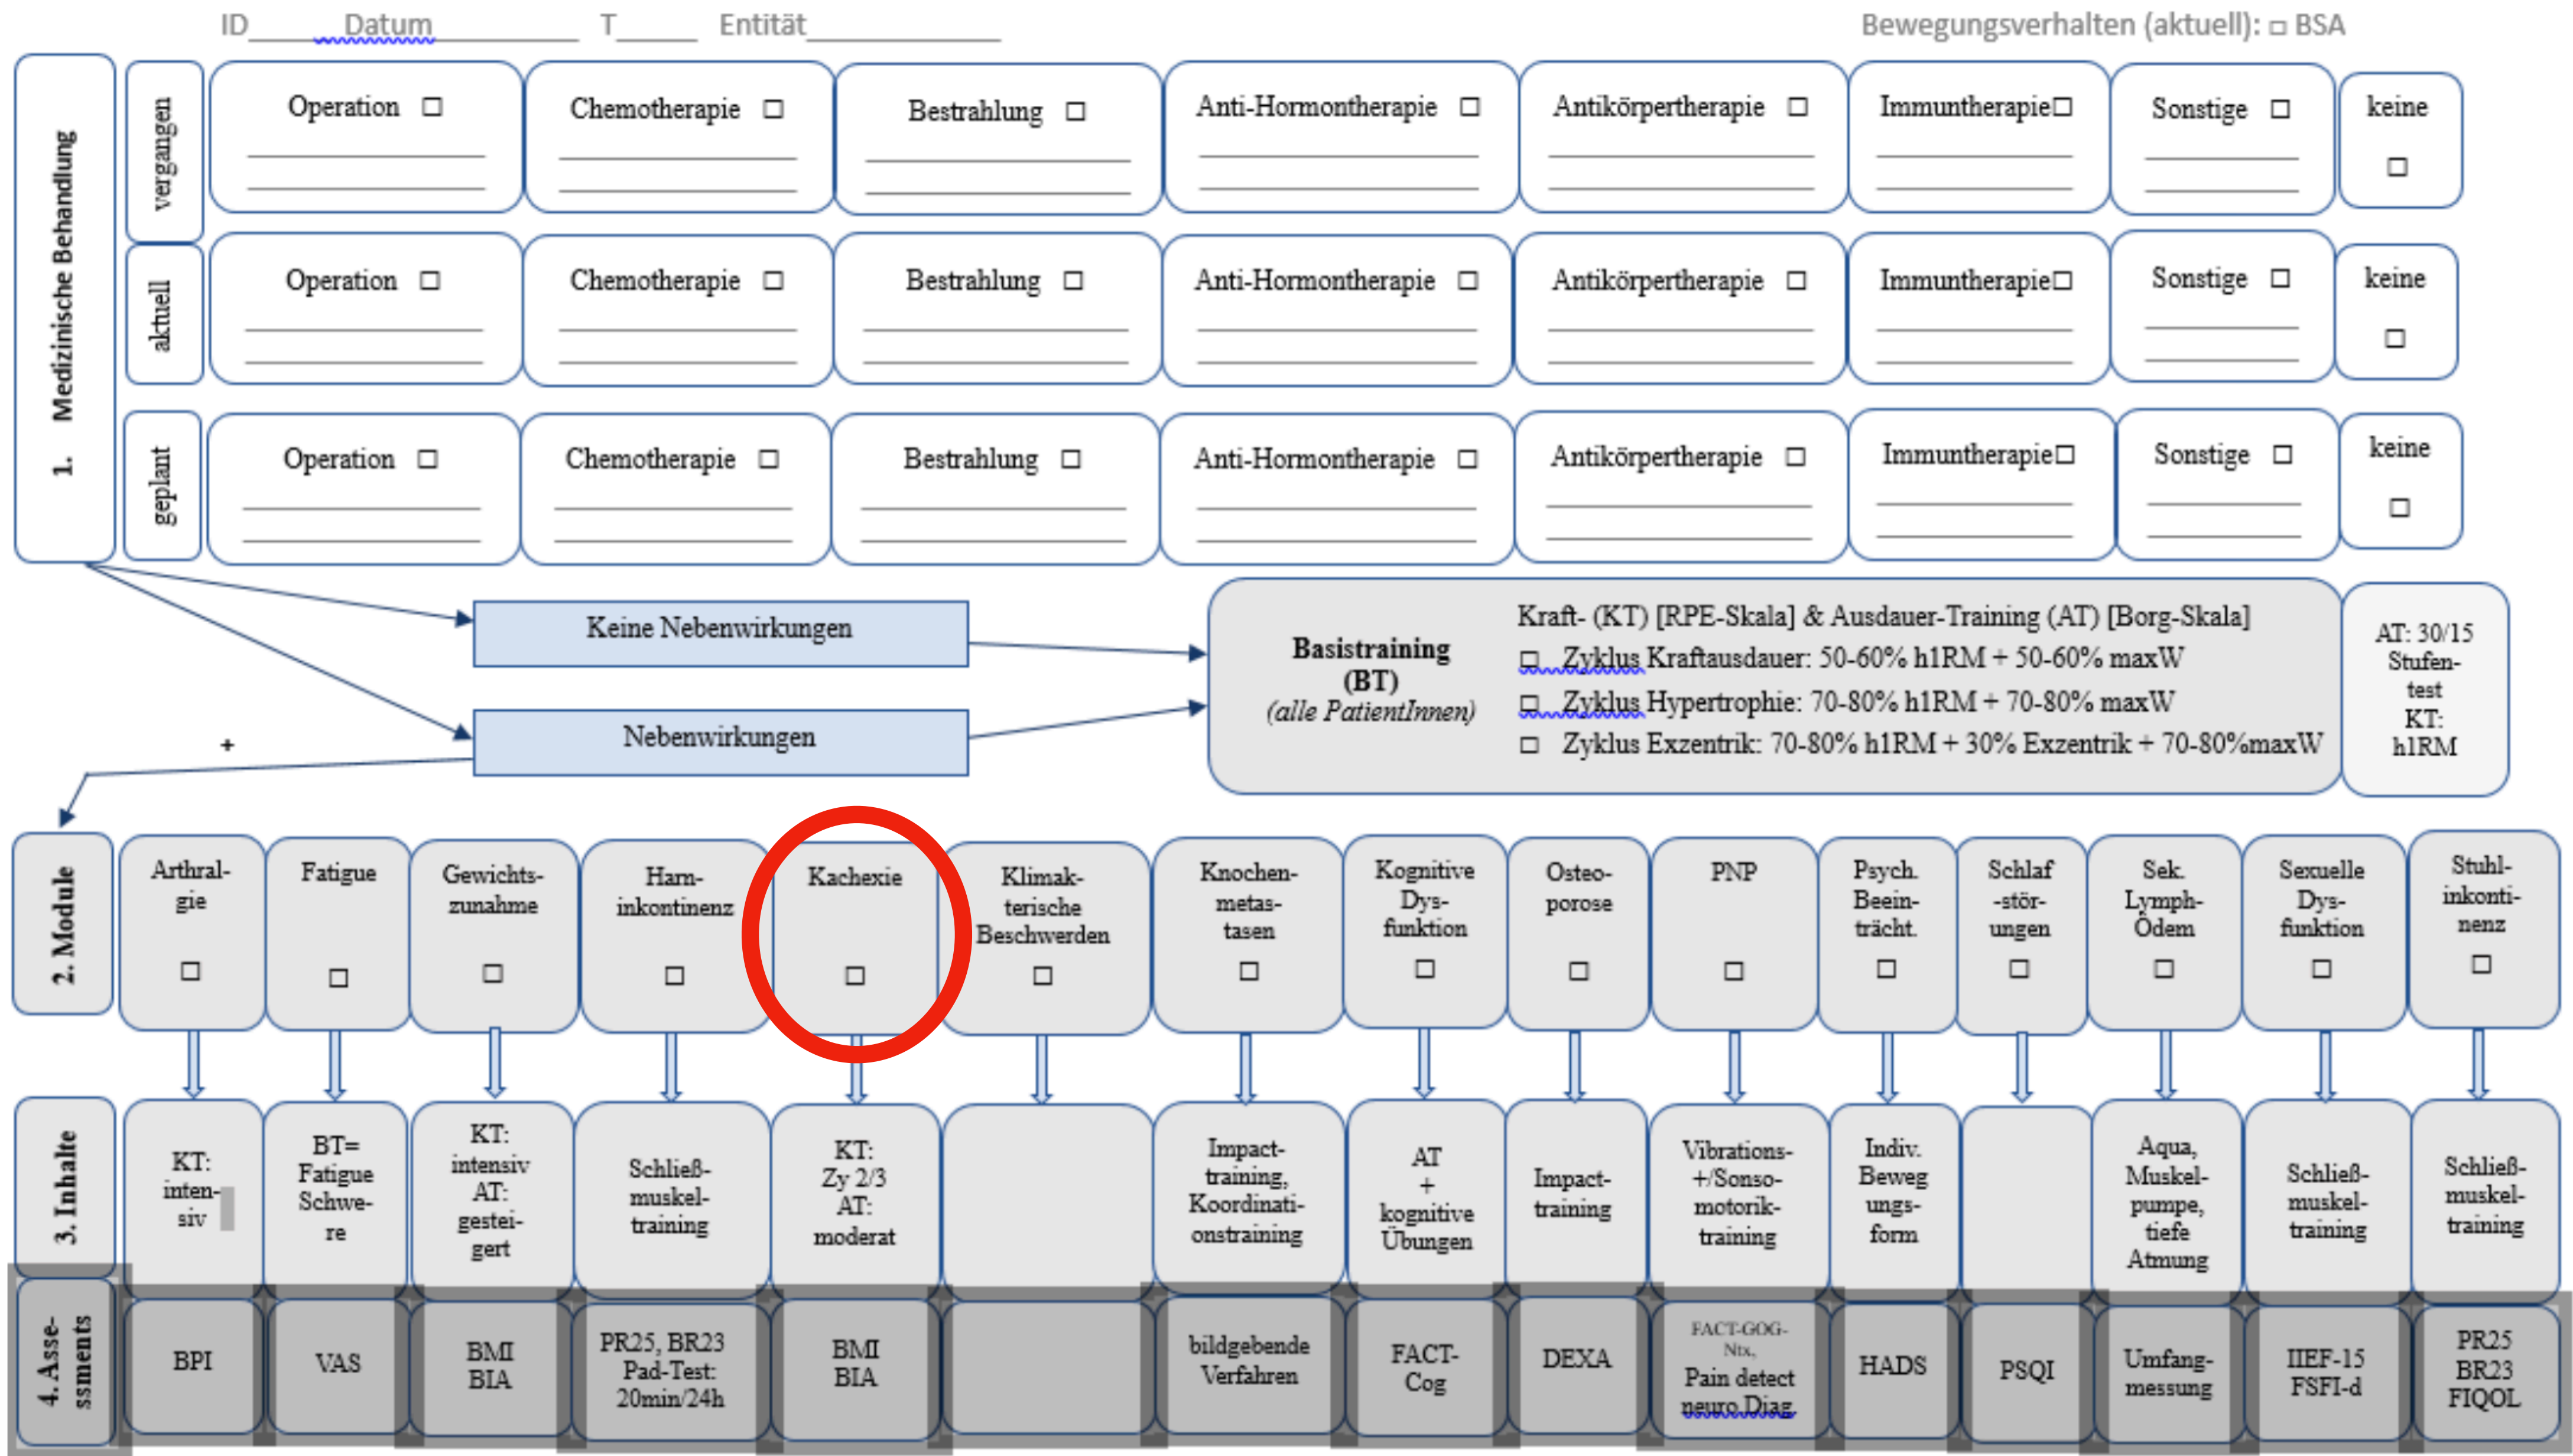 ID______Datum__________ T_____ Entität____________
Bewegungsverhalten (aktuell): □ BSA
1. Medizinische Behandlung
vergangen
Operation □
Chemotherapie □
Bestrahlung □
Anti-Hormontherapie □
Antikörpertherapie □
Immuntherapie□
Sonstige □
keine
□
aktuell
Operation □
Chemotherapie □
Bestrahlung □
Anti-Hormontherapie □
Antikörpertherapie □
Immuntherapie□
Sonstige □
keine
□
geplant
Operation □
Chemotherapie □
Bestrahlung □
Anti-Hormontherapie □
Antikörpertherapie □
Immuntherapie□
Sonstige □
keine
□
Keine Nebenwirkungen
Nebenwirkungen
+
Basistraining
(BT)
(alle PatientInnen)
Kraft- (KT) [RPE-Skala] & Ausdauer-Training (AT) [Borg-Skala]
□ Zyklus Kraftausdauer: 50-60% h1RM + 50-60% maxW
□ Zyklus Hypertrophie: 70-80% h1RM + 70-80% maxW
□ Zyklus Exzentrik: 70-80% h1RM + 30% Exzentrik + 70-80%maxW
AT: 30/15
Stufen-
test
KT:
h1RM
2. Module
Arthral-
gie
□
Fatigue
□
Gewichts-
zunahme
□
Harn-
inkontinenz
□
Kachexie
□
Klimak-
terische
Beschwerden
□
Knochen-
metas-
tasen
□
Kognitive
Dys-
funktion
□
Osteo-
porose
□
PNP
□
Psych.
Beein-
trächt.
□
Schlaf
-stör-
ungen
□
Sek.
Lymph-
Ödem
□
Sexuelle
Dys-
funktion
□
Stuhl-
inkonti-
nenz
□
3. Inhalte
KT:
inten-
siv
BT=
Fatigue
Schwe-
re
KT:
intensiv
AT:
gestei-
gert
Schließ-
muskel-
training
KT:
Zy 2/3
AT:
moderat
Impact-
training,
Koordinati-
onstraining
AT
+
kognitive
Übungen
Impact-
training
Vibrations-
+/Sonso-
motorik-
training
Indiv.
Beweg
ungs-
form
Aqua,
Muskel-
pumpe,
tiefe
Atmung
Schließ-
muskel-
training
Schließ-
muskel-
training
4. Asse-
ssments
BPI
VAS
BMI
BIA
PR25, BR23
Pad-Test:
20min/24h
BMI
BIA
bildgebende
Verfahren
FACT-
Cog
DEXA
FACT-GOG-
Ntx,
Pain detect
neuro.Diag.
HADS
PSQI
Umfang-
messung
IIEF-15
FSFI-d
PR25
BR23
FIQOL